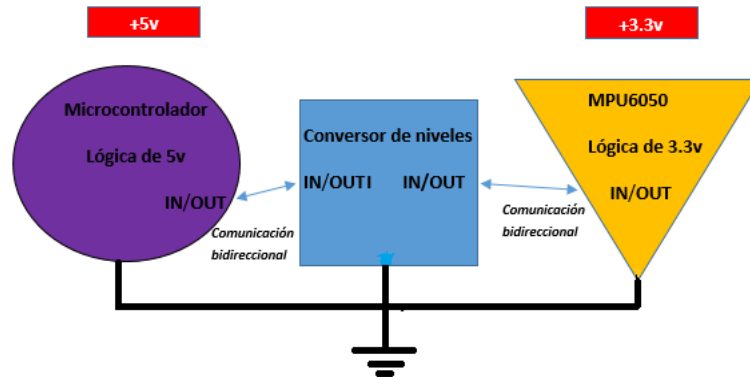 +5v
+3.3v
Microcontrolador
Lógica de 5v
IN/OUT
Comunicación
bidireccional
Conversor de niveles
IN/OUTI IN/OUT
Comunicación
bidireccional
MPU6050
Lógica de 3.3v
IN/OUT